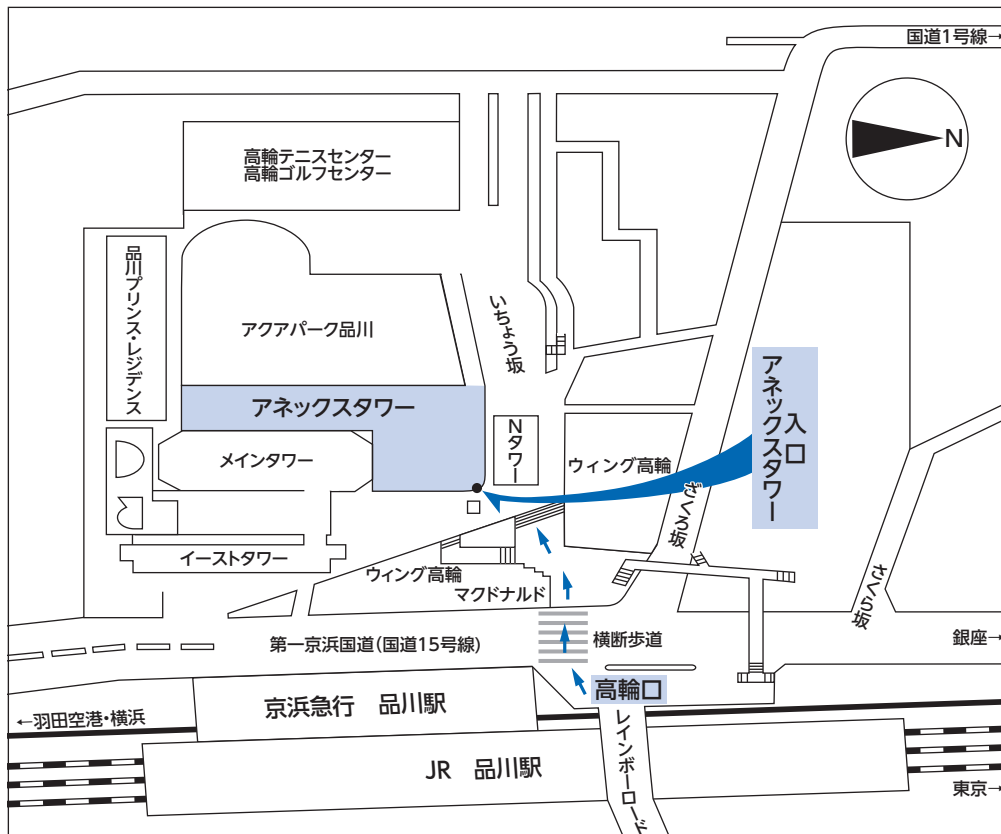 国道1号線→
N
高輪テニスセンター
高輪ゴルフセンター
品川プリンス・レジデンス
アクアパーク品川
いちょう坂
アネックスタワー
入口
アネックスタワー
Nタワー
メインタワー
ウィング高輪
ざくろ坂
イーストタワー
ウィング高輪
マクドナルド
さくら坂
第一京浜国道(国道15号線)
横断歩道
銀座→
高輪口
京浜急行 品川駅
←羽田空港・横浜
レインボーロード
JR 品川駅
東京→